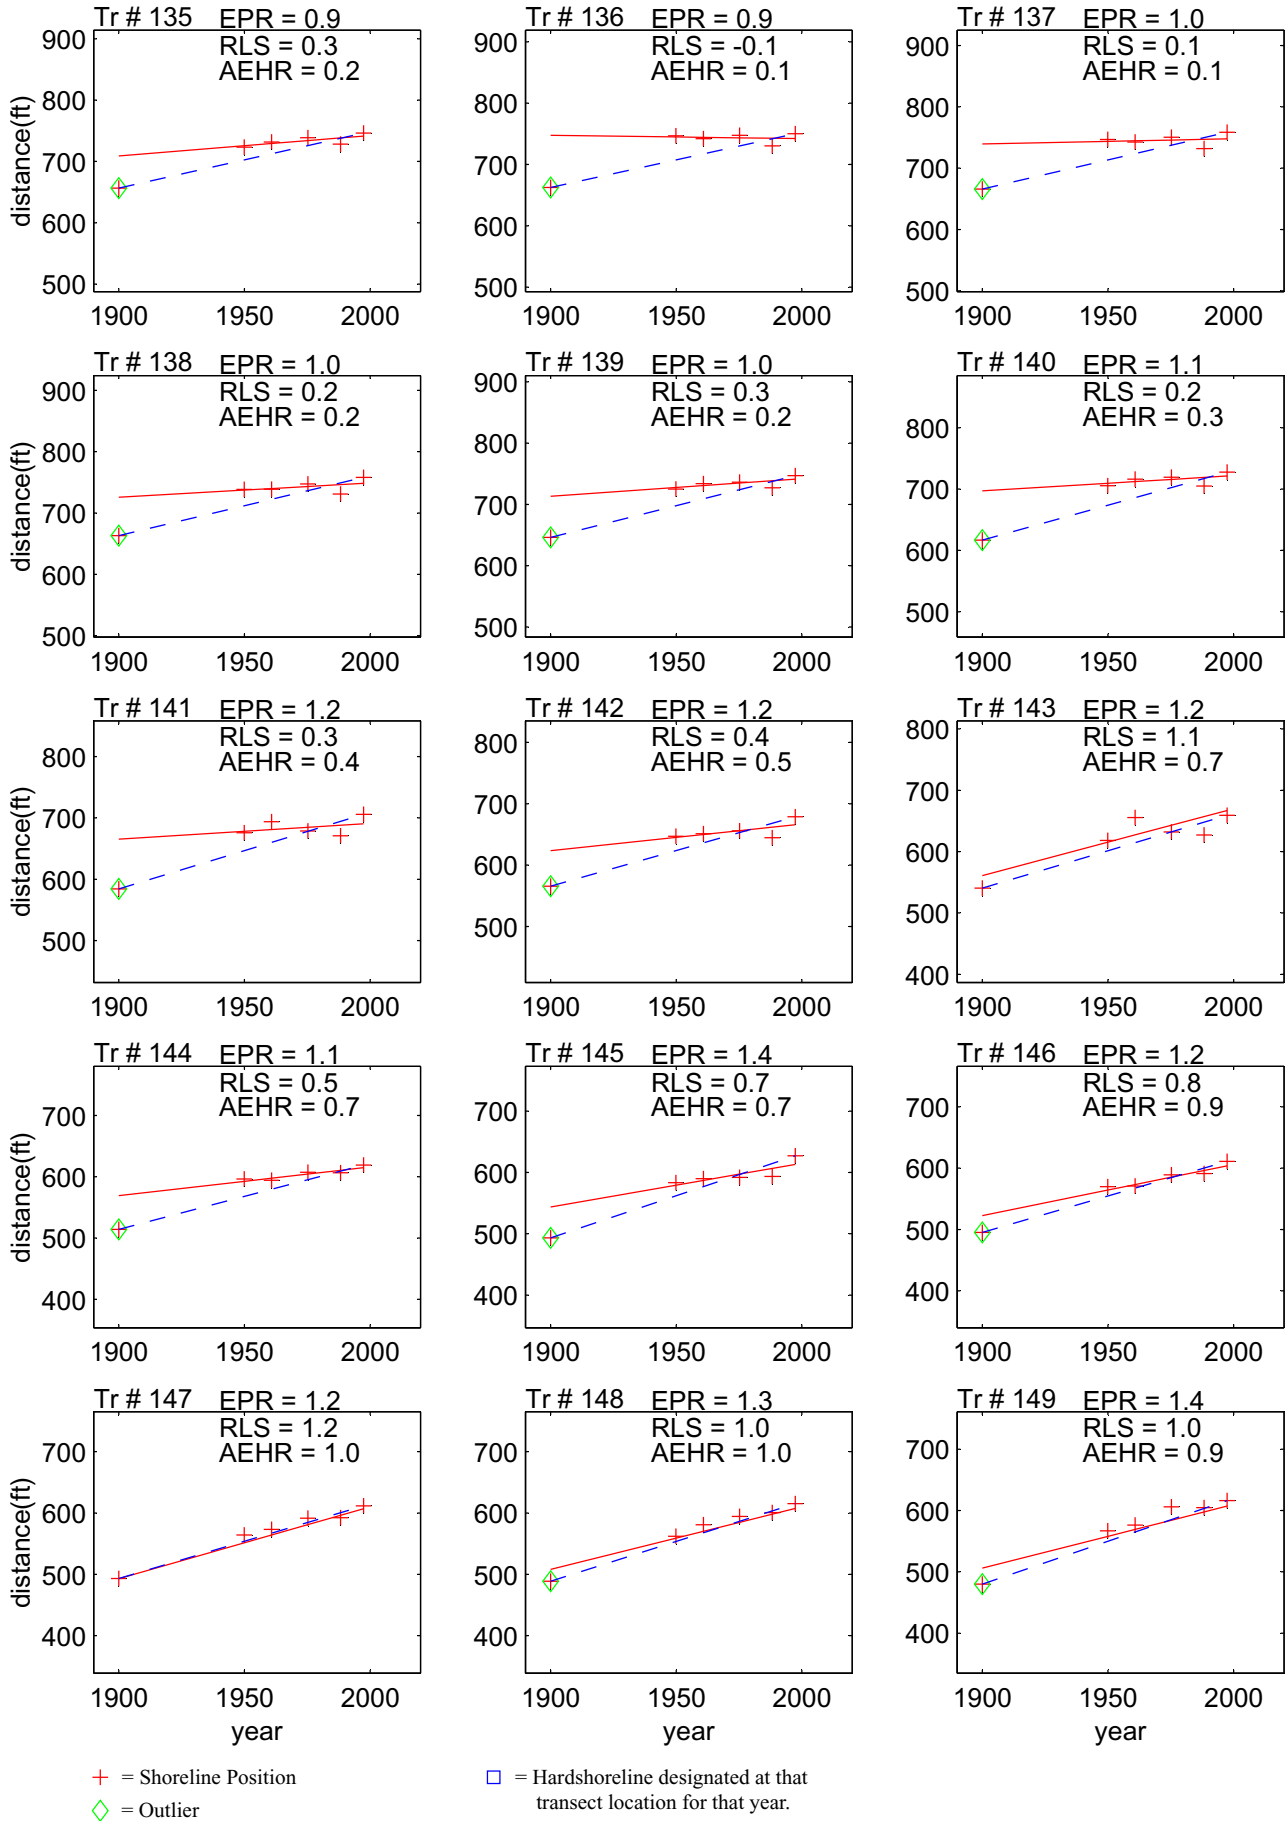 Tr # 135 EPR = 0.9
RLS = 0.3
AEHR = 0.2
900
800
700
600
500
distance(ft)
1900 1950 2000
Tr # 136 EPR = 0.9
RLS = -0.1
AEHR = 0.1
900
800
700
600
500
1900 1950 2000
Tr # 137 EPR = 1.0
RLS = 0.1
AEHR = 0.1
900
800
700
600
500
1900 1950 2000
Tr # 138 EPR = 1.0
RLS = 0.2
AEHR = 0.2
900
800
700
600
500
distance(ft)
1900 1950 2000
Tr # 139 EPR = 1.0
RLS = 0.3
AEHR = 0.2
900
800
700
600
500
1900 1950 2000
Tr # 140 EPR = 1.1
RLS = 0.2
AEHR = 0.3
800
700
600
500
1900 1950 2000
Tr # 141 EPR = 1.2
RLS = 0.3
AEHR = 0.4
800
700
600
500
distance(ft)
1900 1950 2000
Tr # 142 EPR = 1.2
RLS = 0.4
AEHR = 0.5
800
700
600
500
1900 1950 2000
Tr # 143 EPR = 1.2
RLS = 1.1
AEHR = 0.7
800
700
600
500
400
1900 1950 2000
Tr # 144 EPR = 1.1
RLS = 0.5
AEHR = 0.7
700
600
500
400
distance(ft)
1900 1950 2000
Tr # 145 EPR = 1.4
RLS = 0.7
AEHR = 0.7
700
600
500
400
1900 1950 2000
Tr # 146 EPR = 1.2
RLS = 0.8
AEHR = 0.9
700
600
500
400
1900 1950 2000
Tr # 147 EPR = 1.2
RLS = 1.2
AEHR = 1.0
700
600
500
400
distance(ft)
1900 1950 2000
year
Tr # 148 EPR = 1.3
RLS = 1.0
AEHR = 1.0
700
600
500
400
1900 1950 2000
year
Tr # 149 EPR = 1.4
RLS = 1.0
AEHR = 0.9
700
600
500
400
1900 1950 2000
year
= Shoreline Position
= Outlier
= Hardshoreline designated at that
transect location for that year.